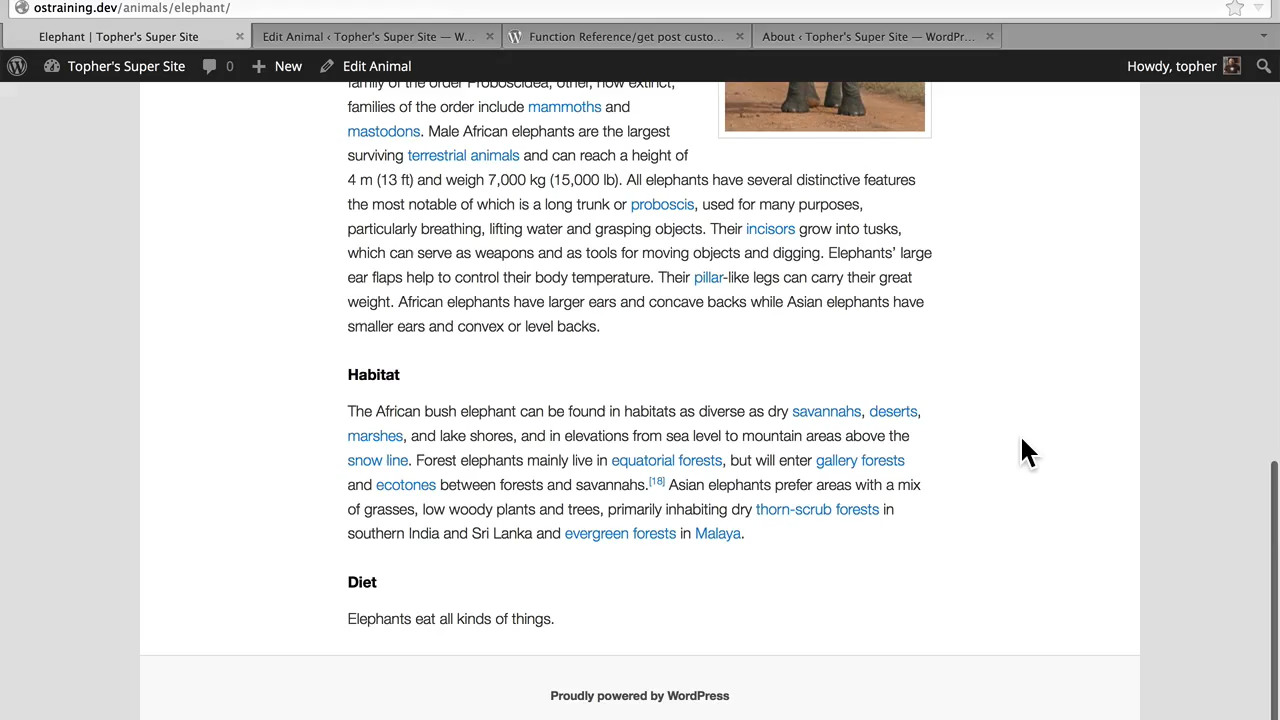 ostraining.dev/animals/elephant/
Elephant | Topher's Super Site
Edit Animal ‹ Topher's Super Site — W...
Function Reference/get post custo...
About ‹ Topher's Super Site — WordPr...
Topher's Super Site 0 New Edit Animal Howdy, topher
family of the order Proboscidea; other, now extinct,
families of the order include mammoths and
mastodons. Male African elephants are the largest
surviving terrestrial animals and can reach a height of
4 m (13 ft) and weigh 7,000 kg (15,000 lb). All elephants have several distinctive features
the most notable of which is a long trunk or proboscis, used for many purposes,
particularly breathing, lifting water and grasping objects. Their incisors grow into tusks,
which can serve as weapons and as tools for moving objects and digging. Elephants’ large
ear flaps help to control their body temperature. Their pillar-like legs can carry their great
weight. African elephants have larger ears and concave backs while Asian elephants have
smaller ears and convex or level backs.
Habitat
The African bush elephant can be found in habitats as diverse as dry savannahs, deserts,
marshes, and lake shores, and in elevations from sea level to mountain areas above the
snow line. Forest elephants mainly live in equatorial forests, but will enter gallery forests
and ecotones between forests and savannahs.[18] Asian elephants prefer areas with a mix
of grasses, low woody plants and trees, primarily inhabiting dry thorn-scrub forests in
southern India and Sri Lanka and evergreen forests in Malaya.
Diet
Elephants eat all kinds of things.
Proudly powered by WordPress